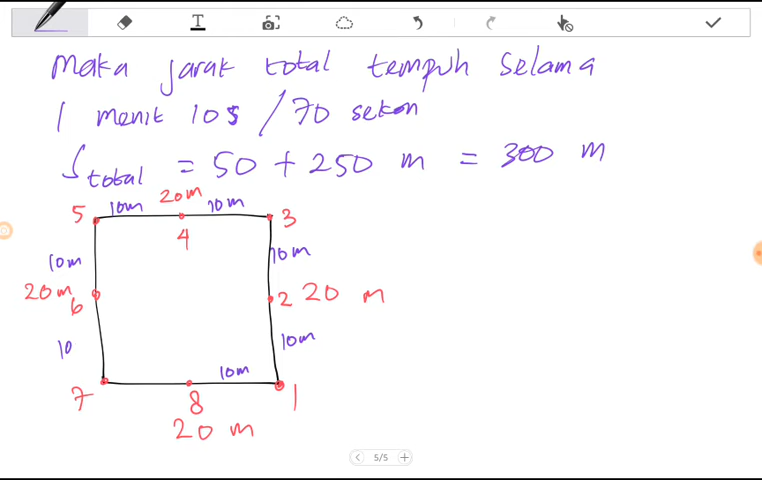 T
Maka jarak total tempuh selama
1 menit 10s / 70 sekon
Stotal = 50 + 250 m = 300 m
20m
5 10m 10m 3
4
10m 10m
20m 6 2 20 m
10 10m
10m
7 8 1
20 m
5/5